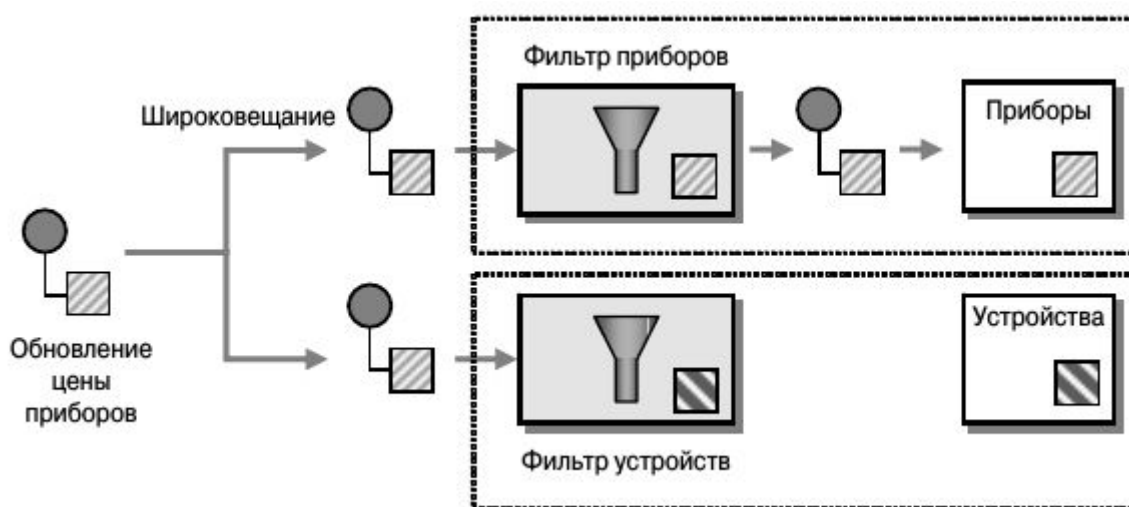 Фильтр приборов
Широковещание
Приборы
Обновление
цены
приборов
Устройства
Фильтр устройств